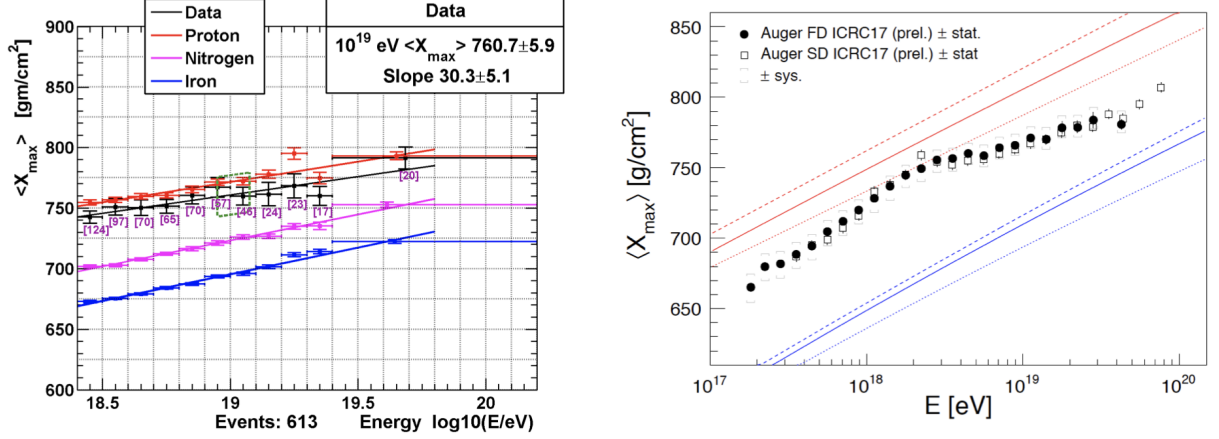 Data
Proton
Nitrogen
Iron
Data
10¹⁹ eV <Xmax> 760.7±5.9
Slope 30.3±5.1
<Xmax> [gm/cm²]
900
850
800
750
700
650
600
[124]
[97]
[70]
[65]
[70]
[67]
[46]
[24]
[23]
[17]
[20]
18.5
19
19.5
20
Events: 613
Energy log10(E/eV)
Auger FD ICRC17 (prel.) ± stat.
Auger SD ICRC17 (prel.) ± stat
± sys.
⟨Xmax⟩ [g/cm²]
850
800
750
700
650
10¹⁷
10¹⁸
10¹⁹
10²⁰
E [eV]